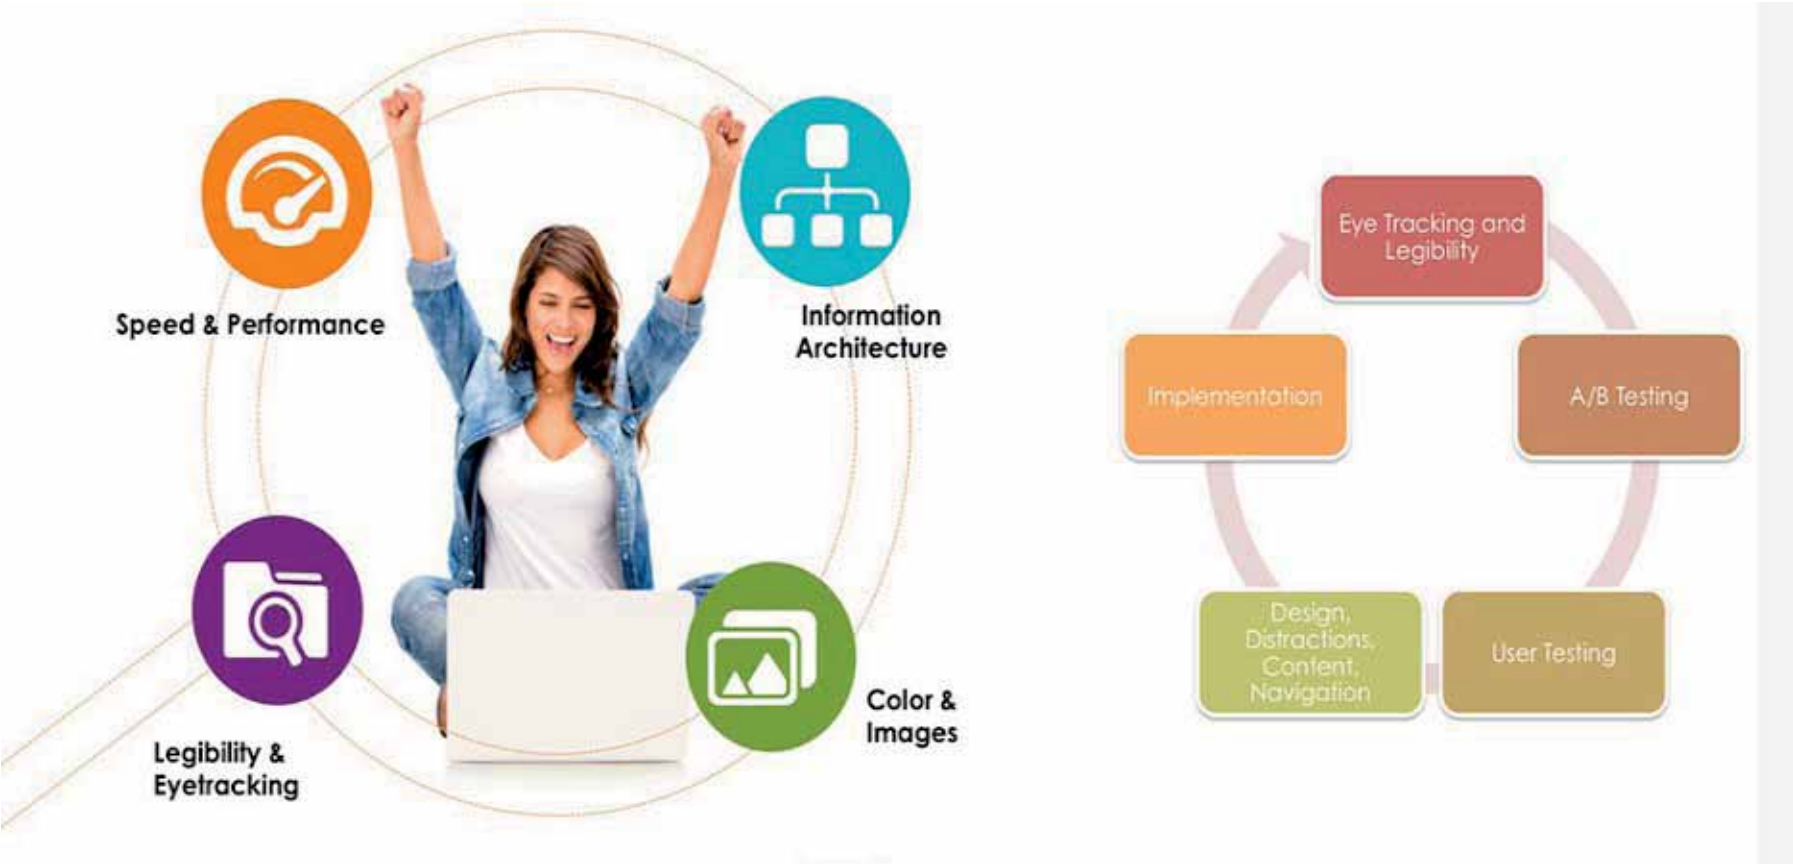 Speed & Performance
Information
Architecture
Legibility &
Eyetracking
Color &
Images
Eye Tracking and
Legibility
A/B Testing
User Testing
Design,
Distractions,
Content,
Navigation
Implementation